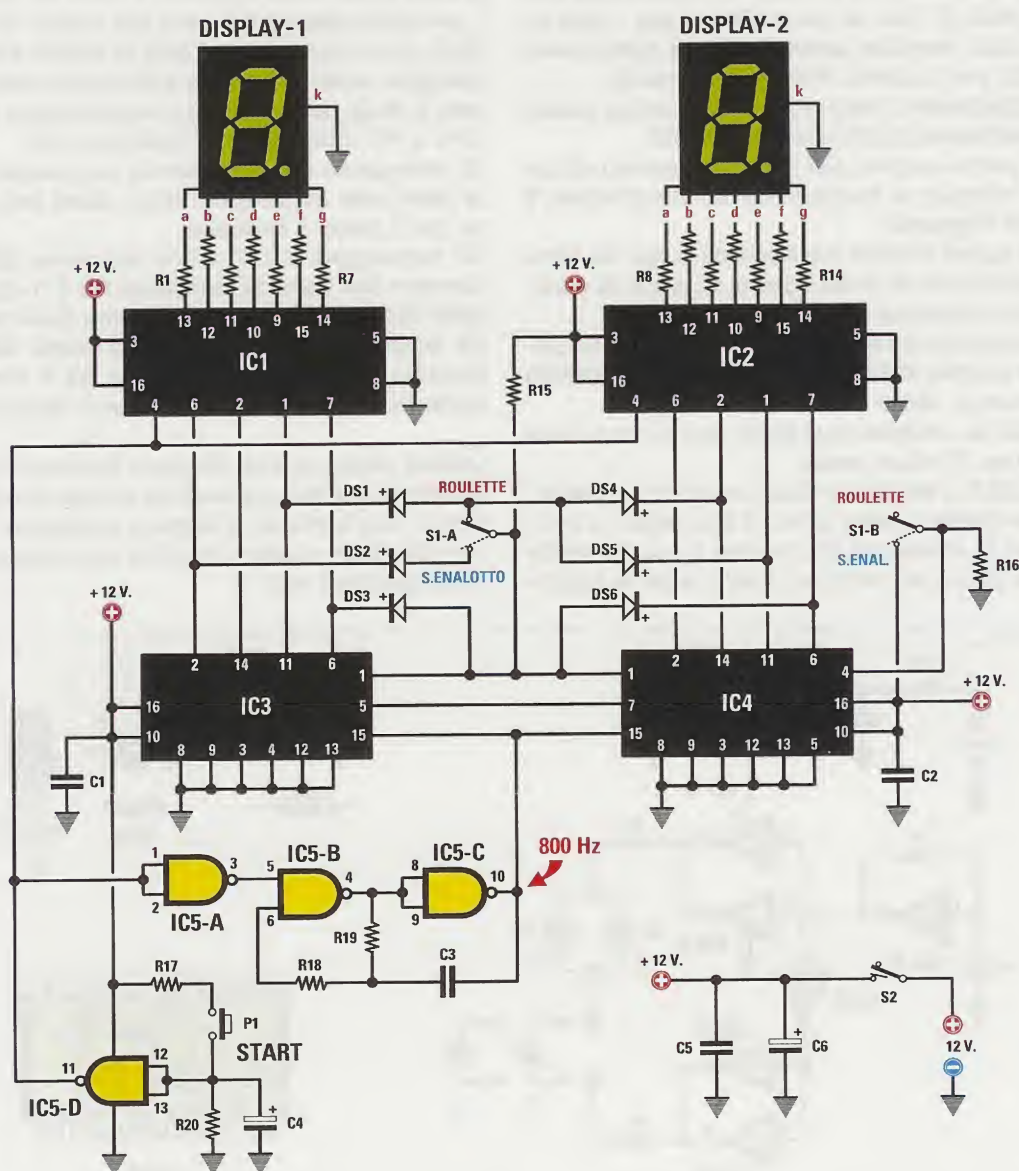 DISPLAY-1
DISPLAY-2
k
k
a b c d e f g
a b c d e f g
+ 12 V.
R1
R7
+ 12 V.
R8
R14
13 12 11 10 9 15 14
3
16
IC1
5
8
4 6 2 1 7
R15
13 12 11 10 9 15 14
3
16
IC2
5
8
4 6 2 1 7
DS1 +
ROULETTE
DS4
+
S1-A
DS2 +
S.ENALOTTO
DS5
+
DS3 +
DS6
+
ROULETTE
S1-B
S.ENAL.
R16
+ 12 V.
2 14 11 6
16
10
IC3
1
5
15
8 9 3 4 12 13
C1
2 14 11 6
1
7
15
IC4
4
16
10
8 9 3 12 13 5
+ 12 V.
C2
1
2
3
IC5-A
IC5-B
5
6
4
IC5-C
8
9
10
800 Hz
R19
R18
C3
R17
P1
START
11
12
13
IC5-D
R20
+
C4
+ 12 V.
C5
+
C6
S2
12 V.